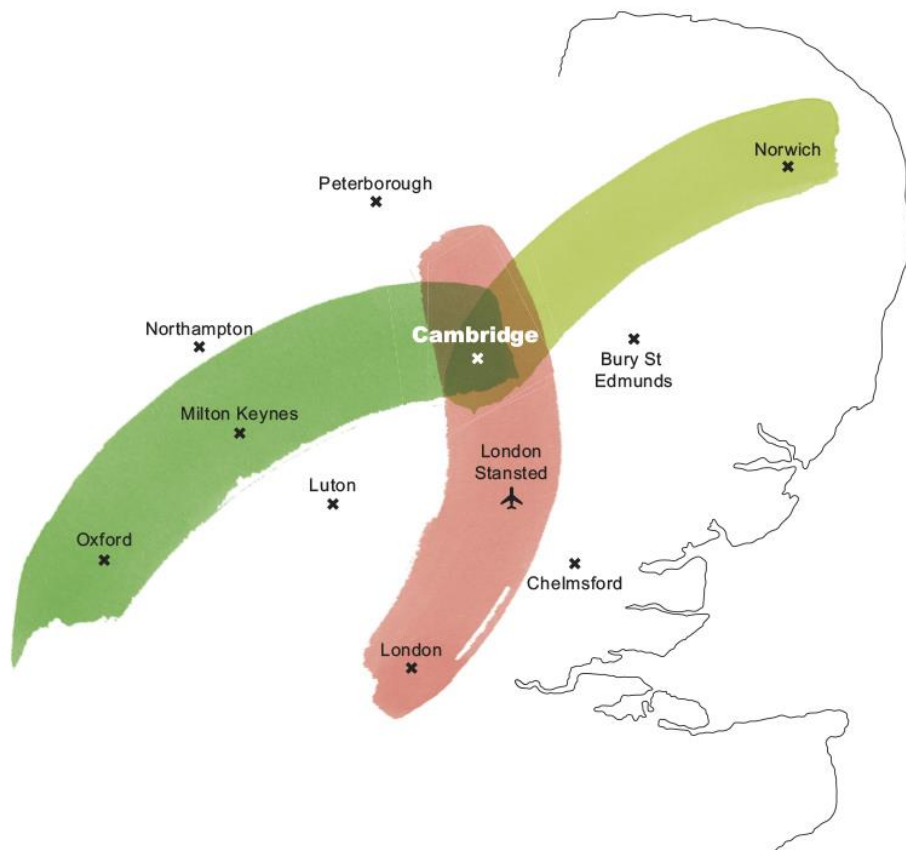 Norwich
Peterborough
Northampton
Cambridge
Bury St
Edmunds
Milton Keynes
London
Stansted
Luton
Oxford
Chelmsford
London